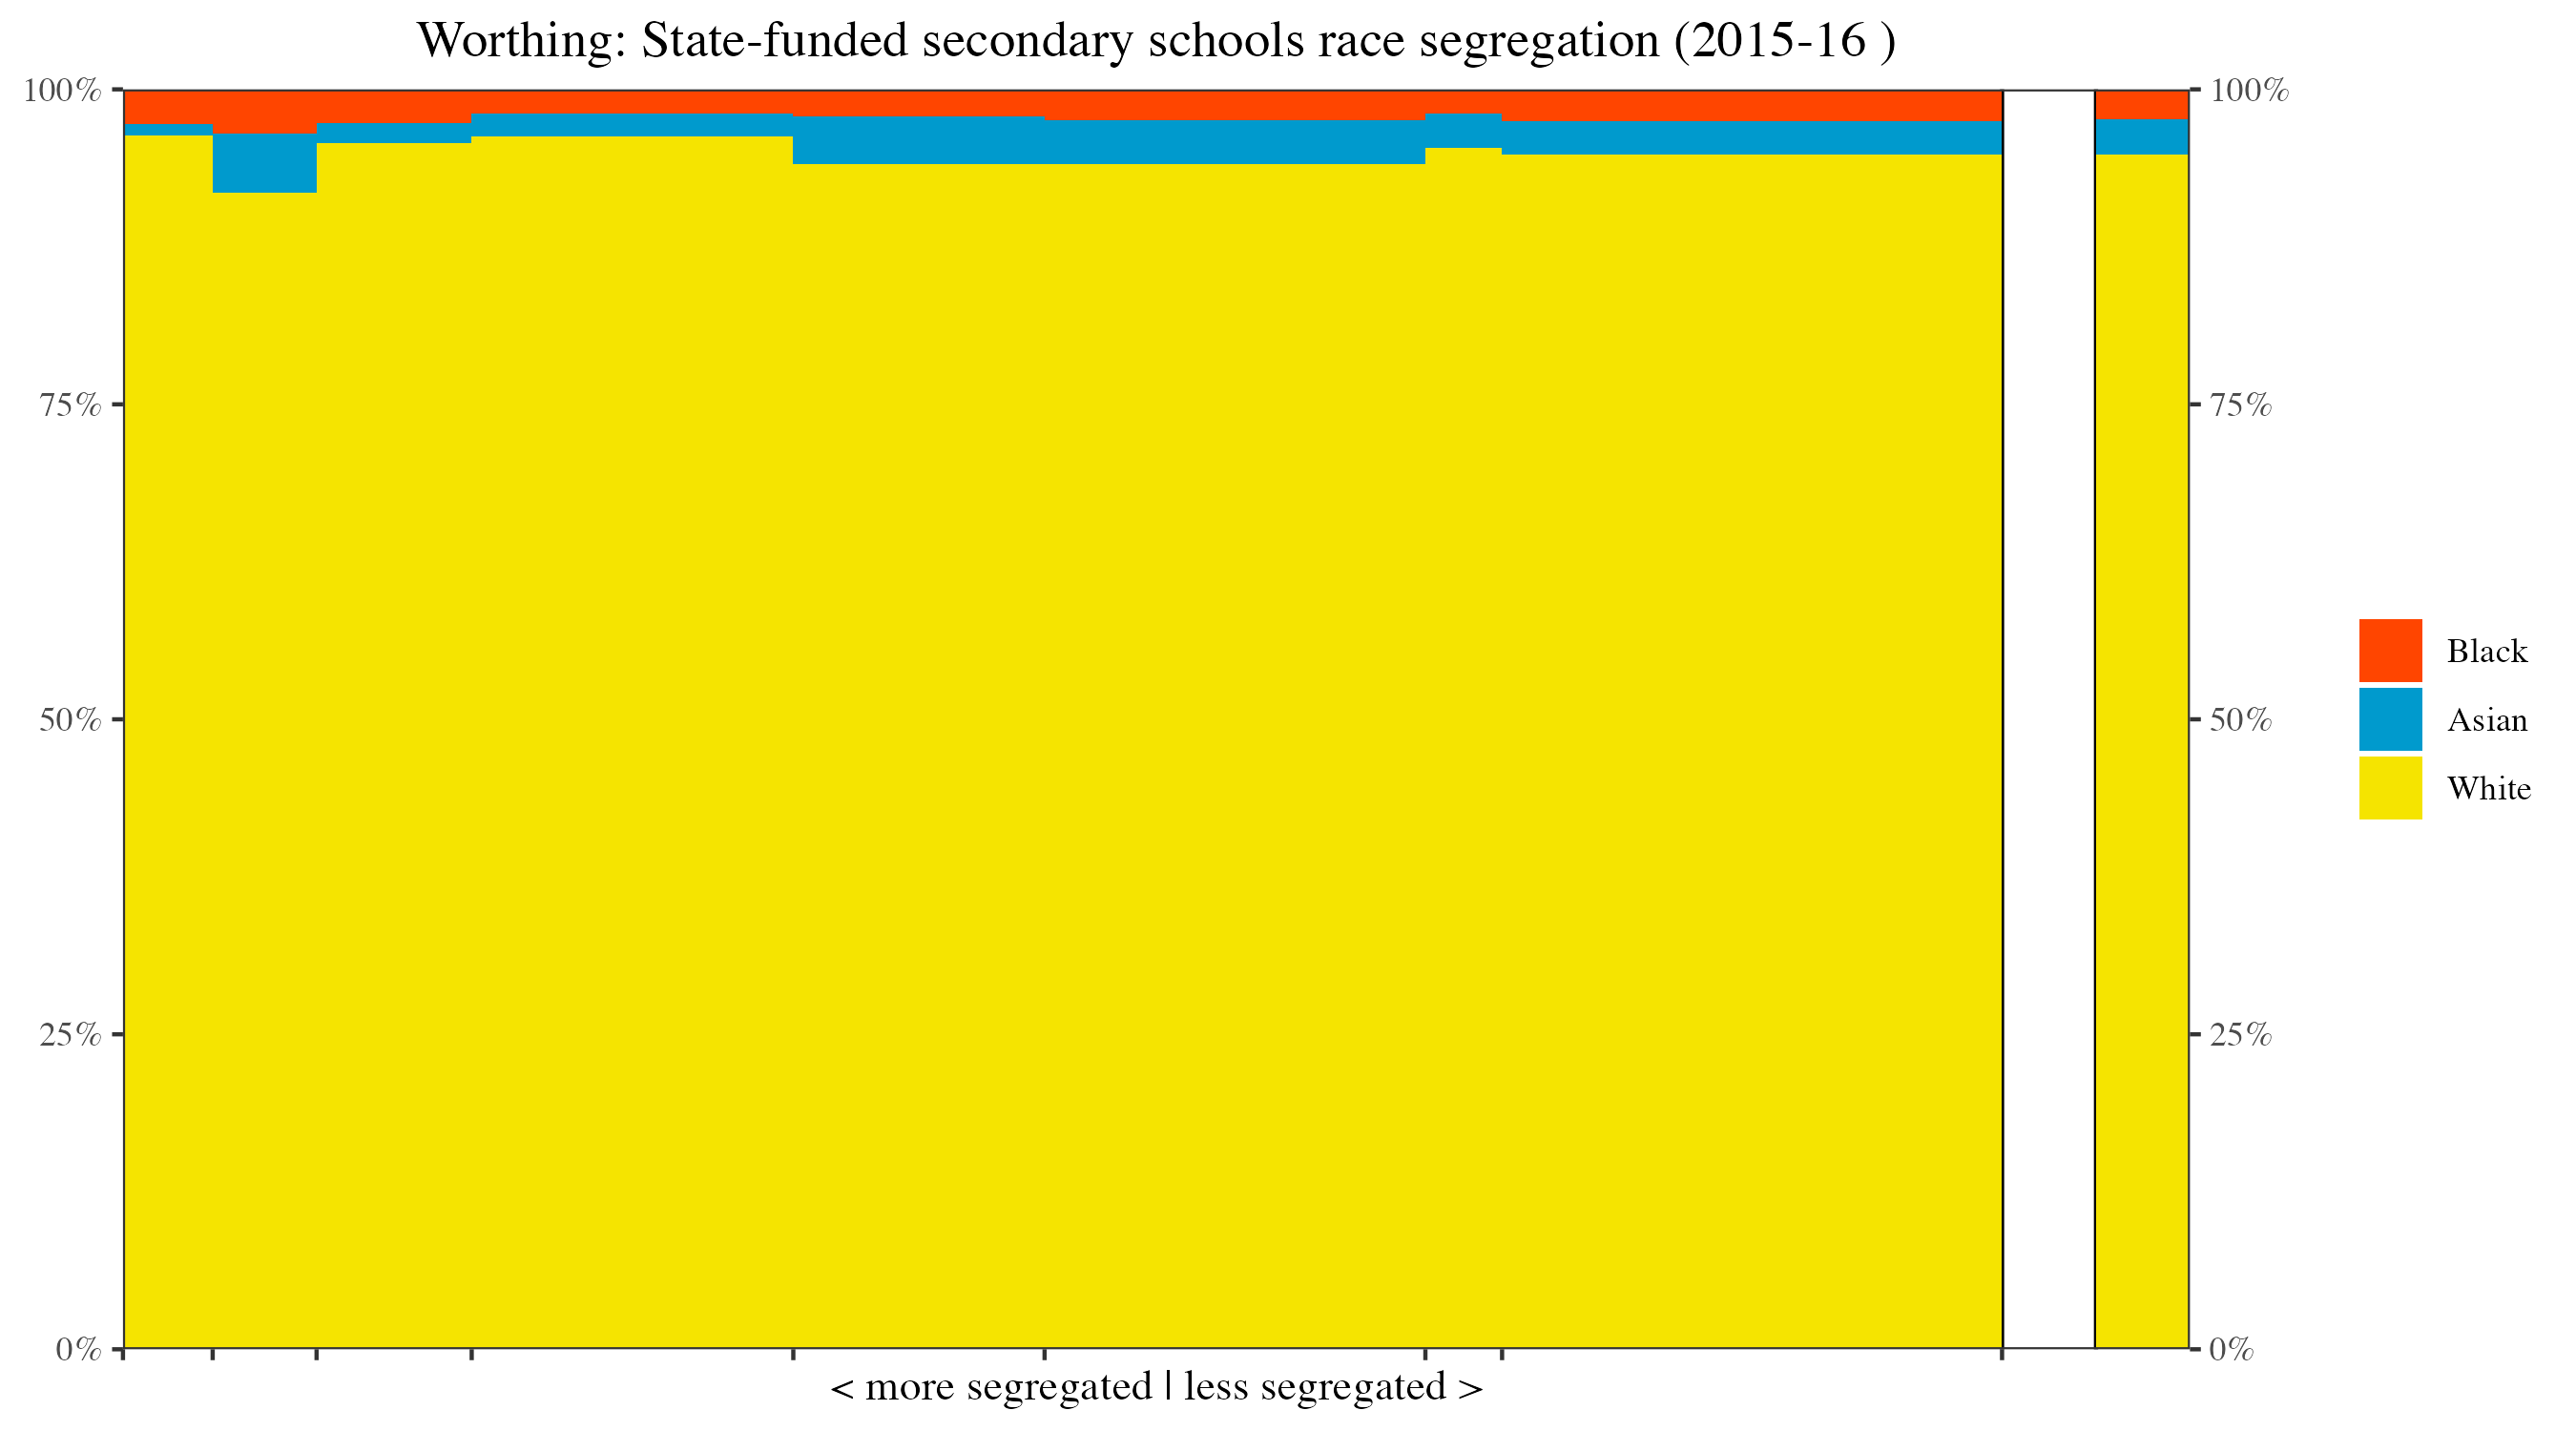 Worthing: State-funded secondary schools race segregation (2015-16 )
100%
75%
50%
25%
0%
100%
75%
50%
25%
0%
Black
Asian
White
< more segregated | less segregated >